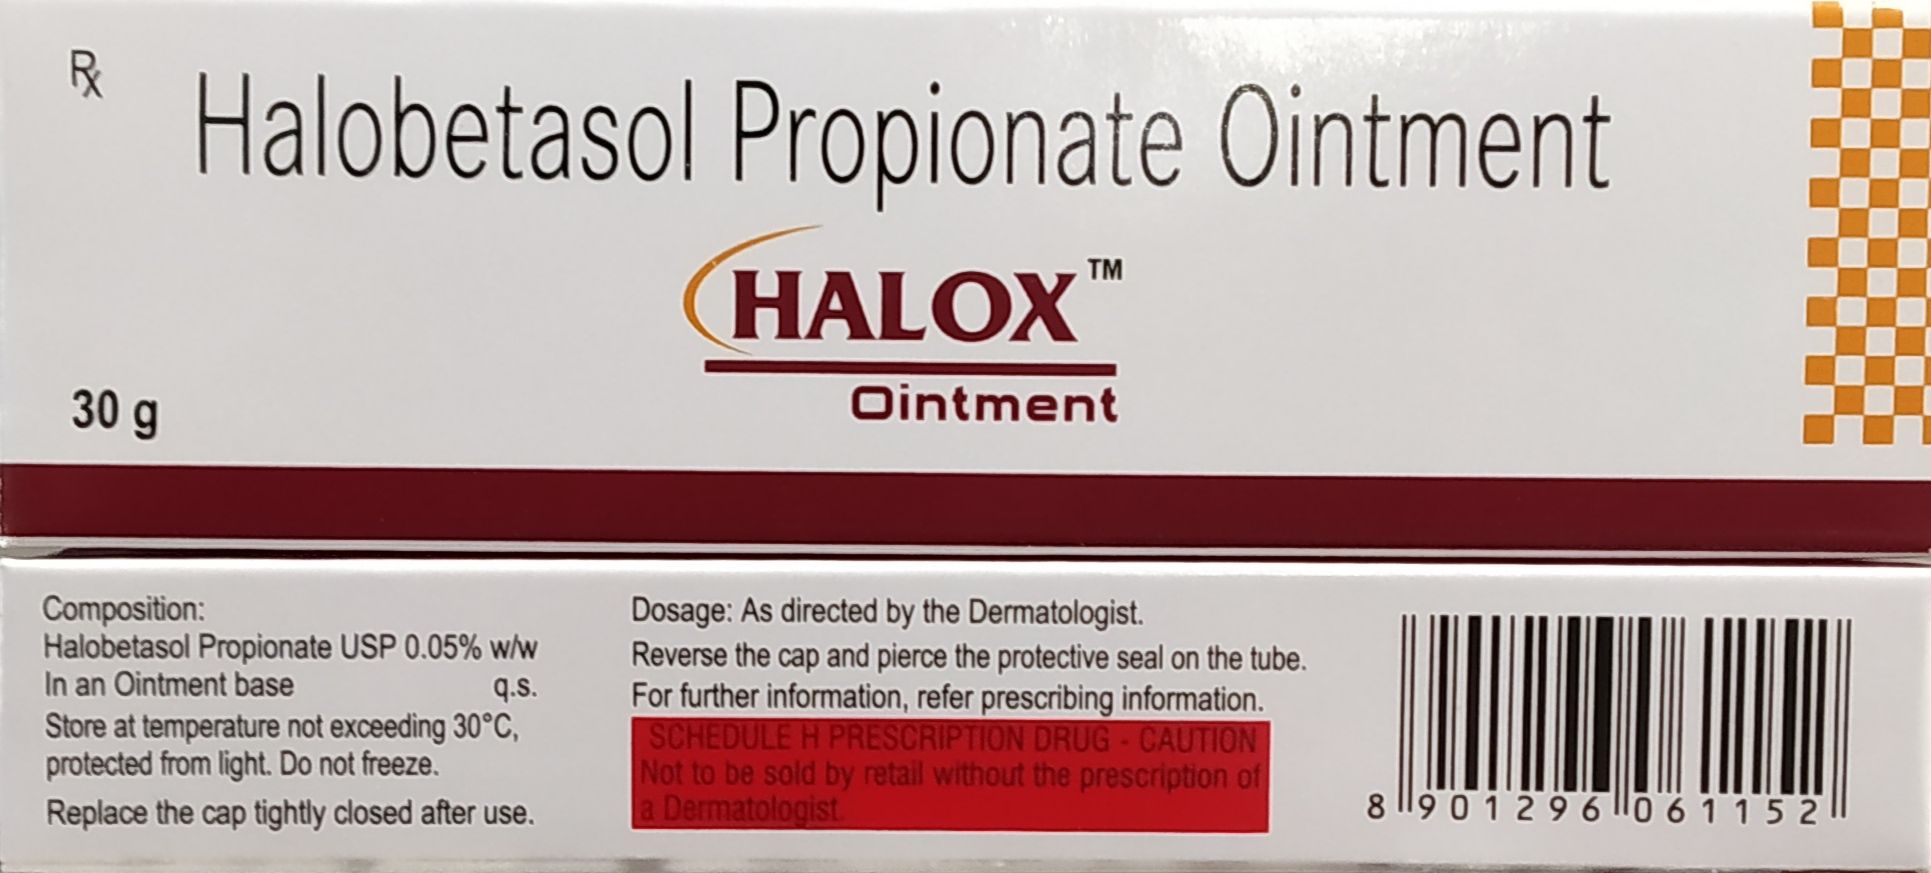 Rx
Halobetasol Propionate Ointment
HALOX™
Ointment
30 g
Composition:
Halobetasol Propionate USP 0.05% w/w
In an Ointment base q.s.
Store at temperature not exceeding 30°C,
protected from light. Do not freeze.
Replace the cap tightly closed after use.
Dosage: As directed by the Dermatologist.
Reverse the cap and pierce the protective seal on the tube.
For further information, refer prescribing information.
SCHEDULE H PRESCRIPTION DRUG - CAUTION
Not to be sold by retail without the prescription of
a Dermatologist.
8 901296 061152